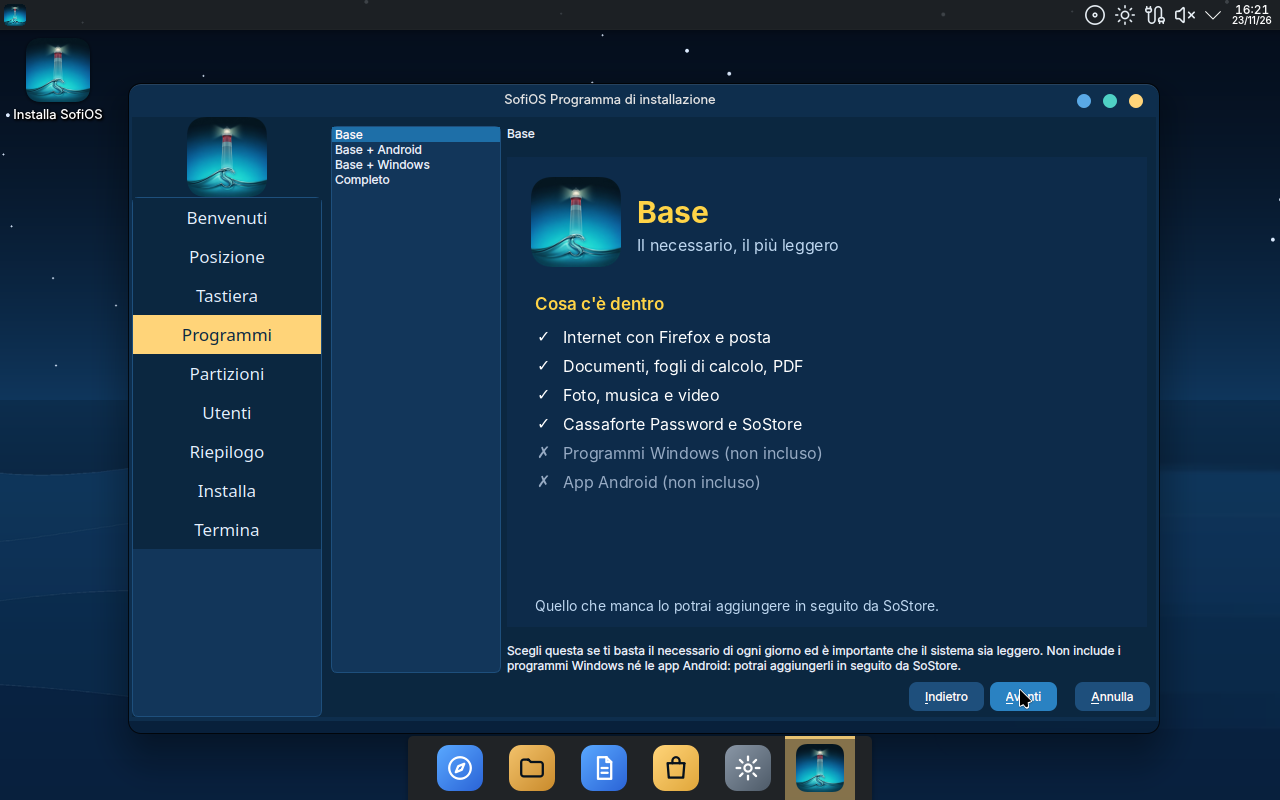 16:21
23/11/26
Installa SofiOS
SofiOS Programma di installazione
Benvenuti
Posizione
Tastiera
Programmi
Partizioni
Utenti
Riepilogo
Installa
Termina
Base
Base + Android
Base + Windows
Completo
Base
Base
Il necessario, il più leggero
Cosa c'è dentro
✓ Internet con Firefox e posta
✓ Documenti, fogli di calcolo, PDF
✓ Foto, musica e video
✓ Cassaforte Password e SoStore
✗ Programmi Windows (non incluso)
✗ App Android (non incluso)
Quello che manca lo potrai aggiungere in seguito da SoStore.
Scegli questa se ti basta il necessario di ogni giorno ed è importante che il sistema sia leggero. Non include i
programmi Windows né le app Android: potrai aggiungerli in seguito da SoStore.
Indietro
Avanti
Annulla